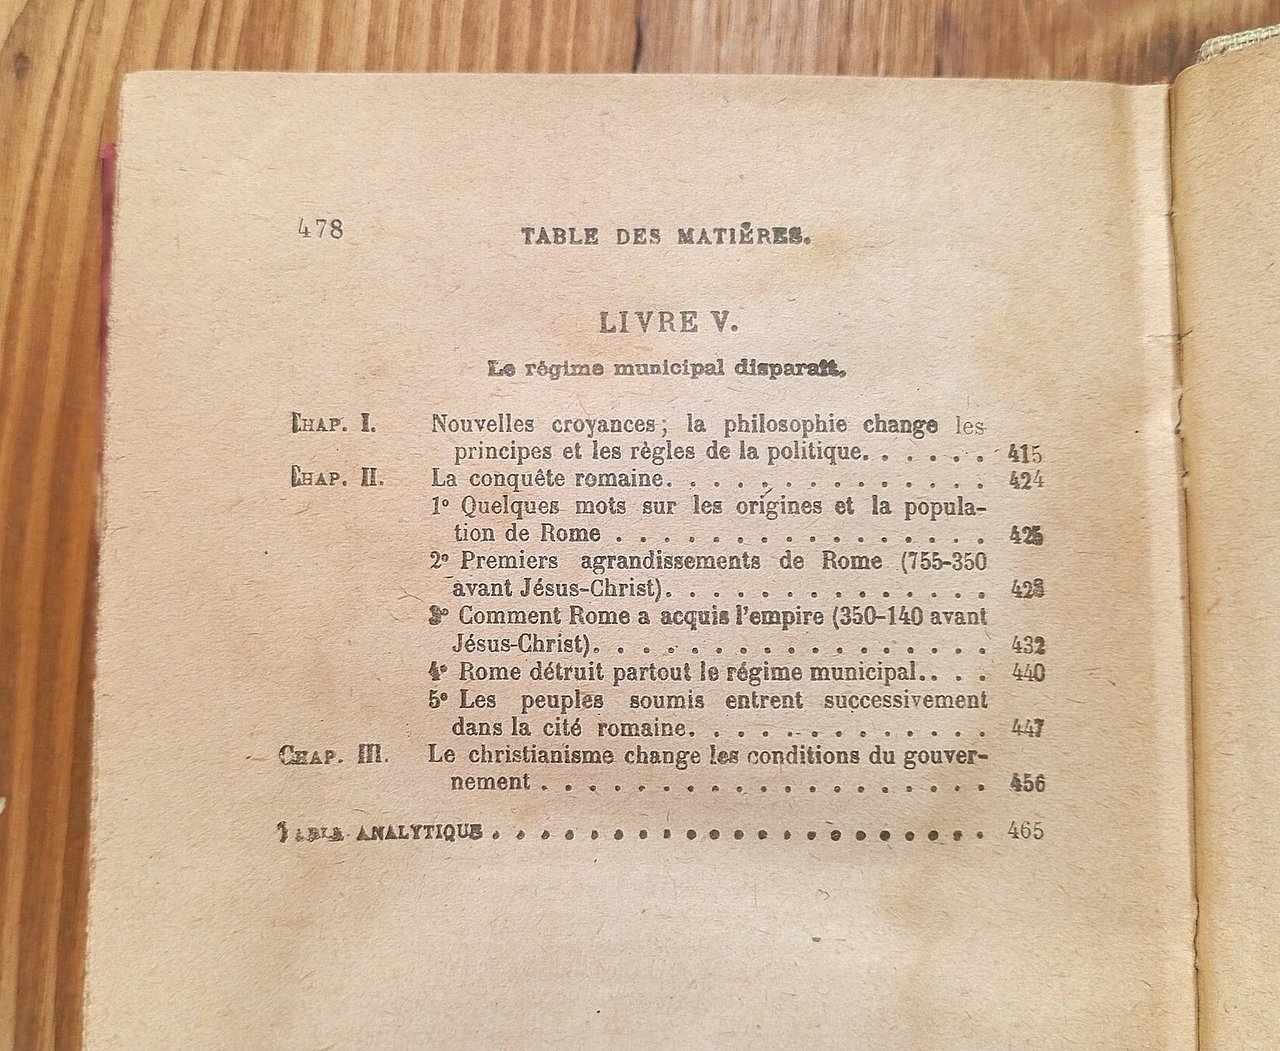 478
TABLE DES MATIÈRES.
LIVRE V.
Le régime municipal disparaît.
CHAP. I. Nouvelles croyances; la philosophie change les
principes et les règles de la politique. . . . . . 415
CHAP. II. La conquête romaine. . . . . . . . . . . . . . 424
1° Quelques mots sur les origines et la popula-
tion de Rome . . . . . . . . . . . . . . . . 425
2° Premiers agrandissements de Rome (755-350
avant Jésus-Christ). . . . . . . . . . . . . . 428
3° Comment Rome a acquis l'empire (350-140 avant
Jésus-Christ). . . . . . . . . . . . . . . . . 432
4° Rome détruit partout le régime municipal. . . . 440
5° Les peuples soumis entrent successivement
dans la cité romaine. . . . . . . . . . . . . 447
CHAP. III. Le christianisme change les conditions du gouver-
nement . . . . . . . . . . . . . . . . . . . 456
TABLE ANALYTIQUE . . . . . . . . . . . . . . . . . . . . . 465